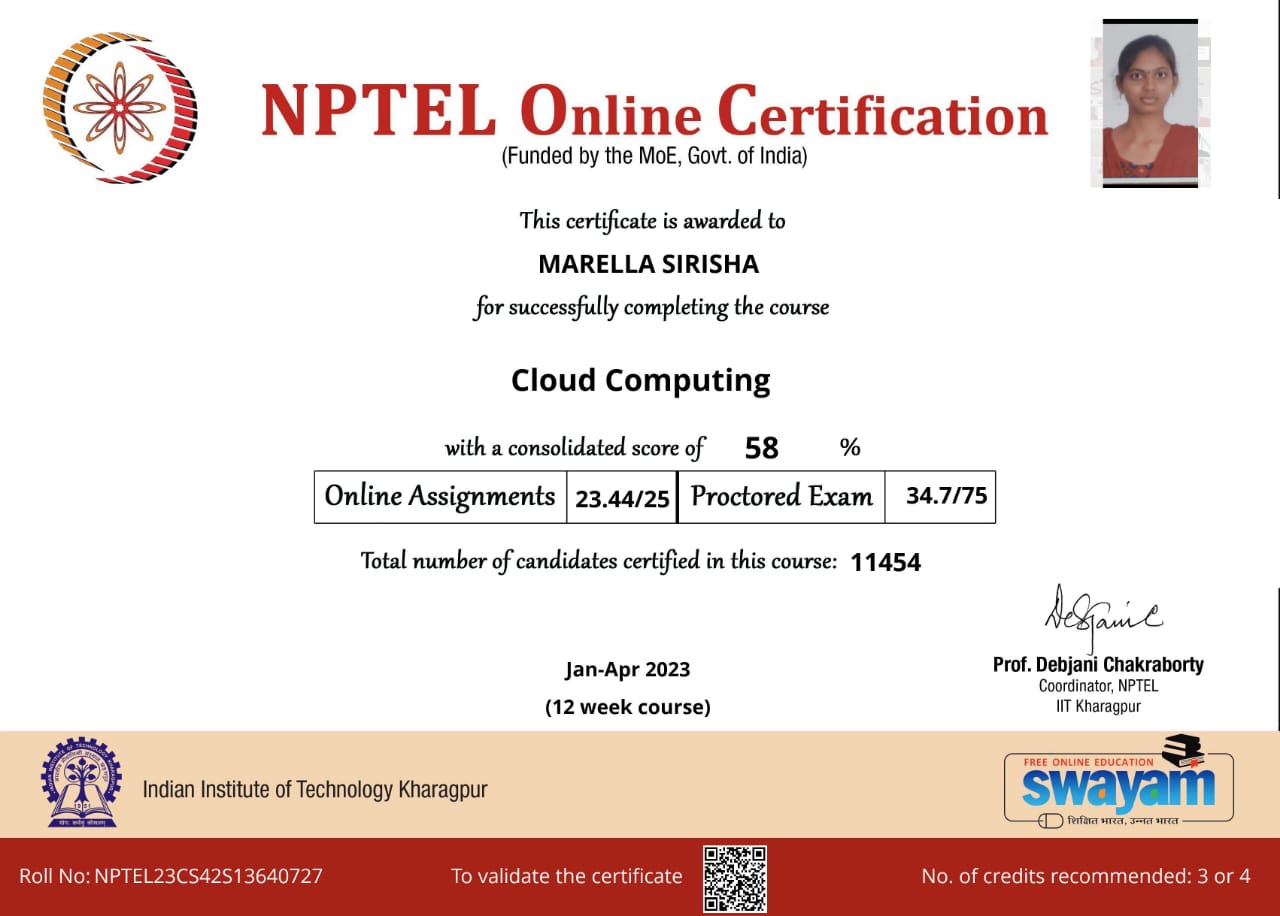 NPTEL Online Certification
(Funded by the MoE, Govt. of India)
This certificate is awarded to
MARELLA SIRISHA
for successfully completing the course
Cloud Computing
with a consolidated score of 58 %
Online Assignments 23.44/25 Proctored Exam 34.7/75
Total number of candidates certified in this course: 11454
Jan-Apr 2023
(12 week course)
Prof. Debjani Chakraborty
Coordinator, NPTEL
IIT Kharagpur
Indian Institute of Technology Kharagpur
FREE ONLINE EDUCATION
swayam
शिक्षित भारत, उन्नत भारत
Roll No: NPTEL23CS42S13640727
To validate the certificate
No. of credits recommended: 3 or 4